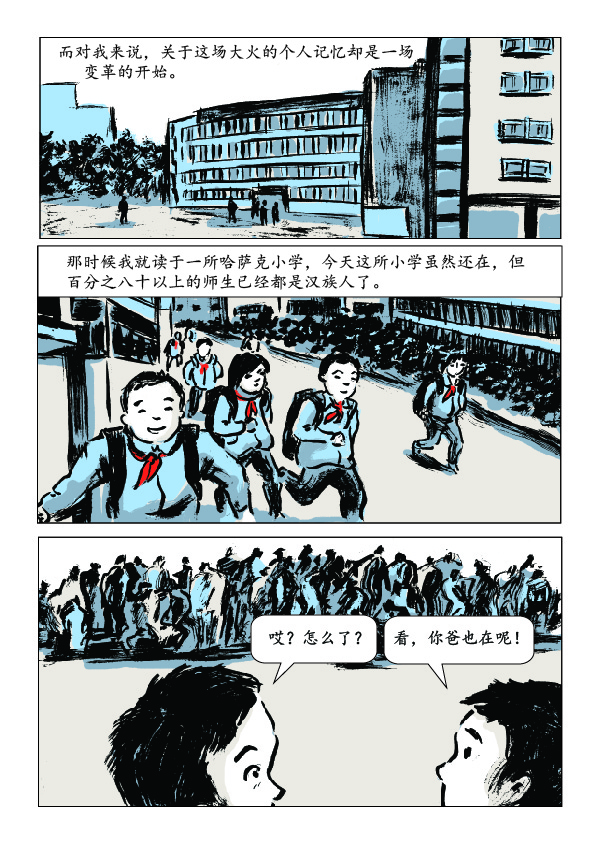 而对我来说，关于这场大火的个人记忆却是一场
变革的开始。
那时候我就读于一所哈萨克小学，今天这所小学虽然还在，但
百分之八十以上的师生已经都是汉族人了。
哎？怎么了？
看，你爸也在呢！